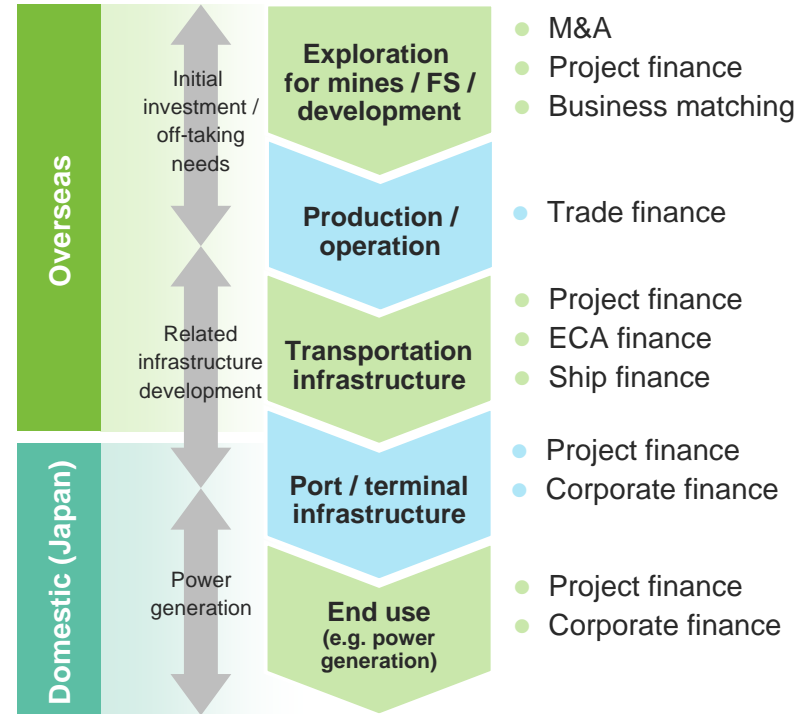 Overseas
Domestic (Japan)
Initial
investment /
off-taking
needs
Related
infrastructure
development
Power
generation
Exploration
for mines / FS /
development
M&A
Project finance
Business matching
Production /
operation
Trade finance
Transportation
infrastructure
Project finance
ECA finance
Ship finance
Port / terminal
infrastructure
Project finance
Corporate finance
End use
(e.g. power
generation)
Project finance
Corporate finance